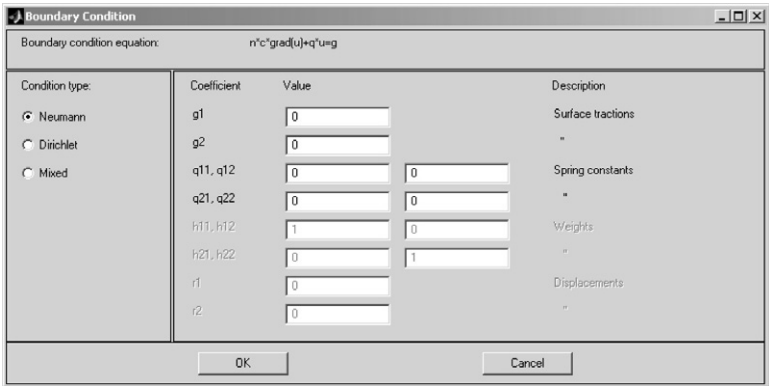 Boundary Condition
Boundary condition equation: n*c*grad(u)+q*u=g
Condition type: Coefficient Value Description
Neumann g1 0 Surface tractions
Dirichlet g2 0 "
Mixed q11, q12 0 0 Spring constants
q21, q22 0 0 "
h11, h12 1 0 Weights
h21, h22 0 1 "
r1 0 Displacements
r2 0 "
OK Cancel